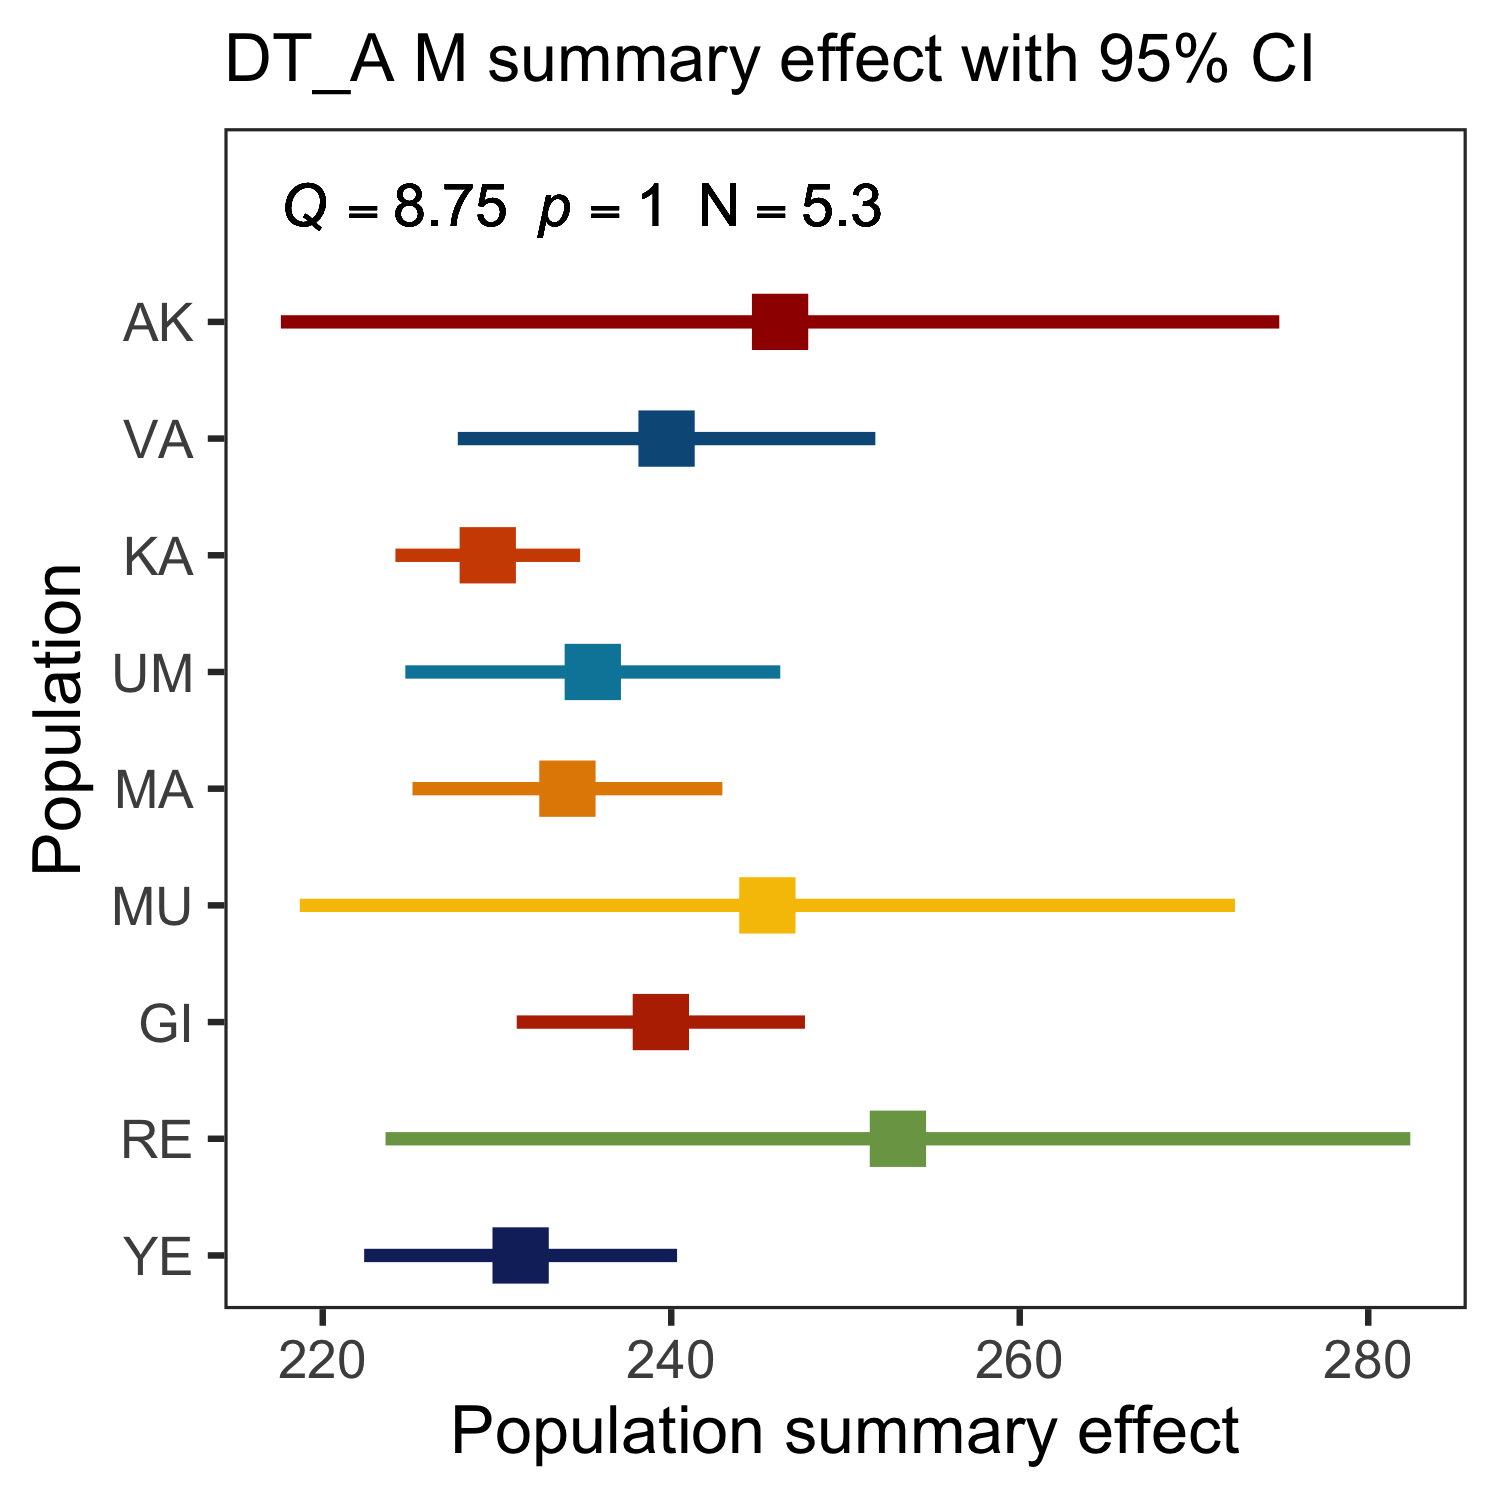 DT_A M summary effect with 95% CI
Q = 8.75 p = 1 N = 5.3
AK
VA
KA
UM
MA
MU
GI
RE
YE
Population
220 240 260 280
Population summary effect